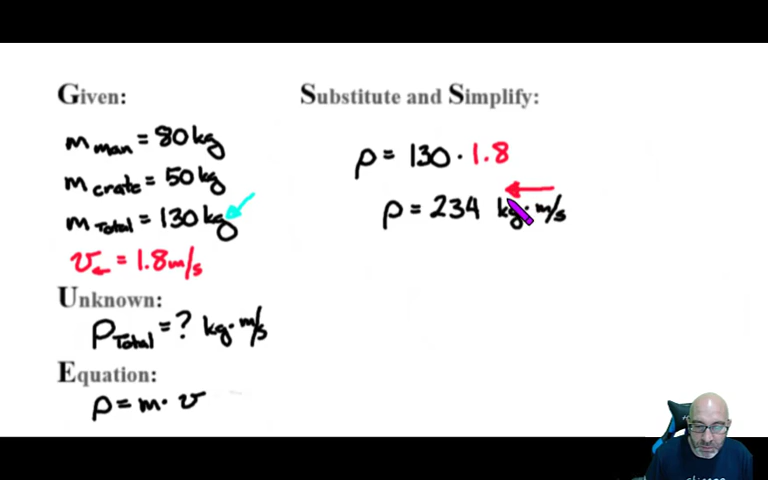 Given:
m man = 80 kg
m crate = 50 kg
m Total = 130 kg
v← = 1.8 m/s
Unknown:
p Total = ? kg·m/s
Equation:
p = m · v
Substitute and Simplify:
p = 130 · 1.8
p = 234 kg·m/s